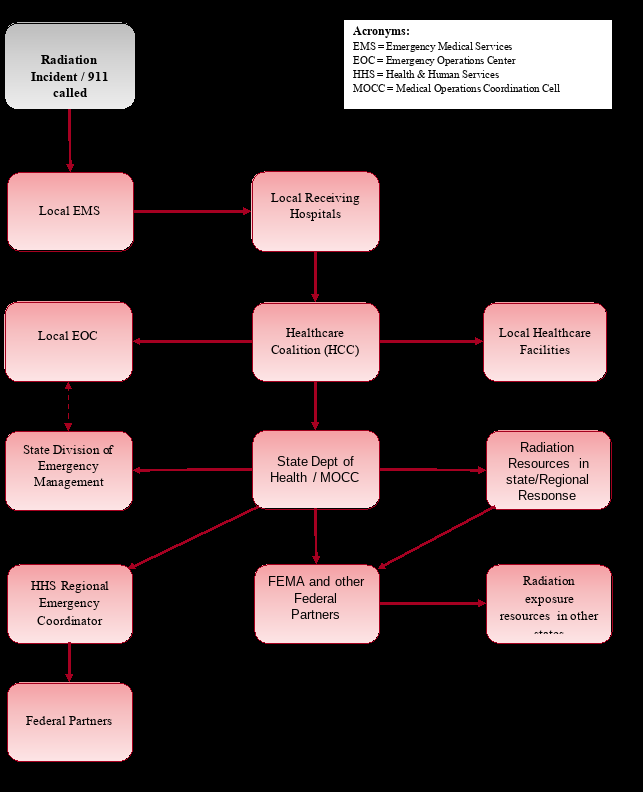 Radiation
Incident / 911
called
Acronyms:
EMS = Emergency Medical Services
EOC = Emergency Operations Center
HHS = Health & Human Services
MOCC = Medical Operations Coordination Cell
Local EMS
Local Receiving
Hospitals
Local EOC
Healthcare
Coalition (HCC)
Local Healthcare
Facilities
State Division of
Emergency
Management
State Dept of
Health / MOCC
Radiation
Resources in
state/Regional
Response
HHS Regional
Emergency
Coordinator
FEMA and other
Federal
Partners
Radiation
exposure
resources in other
states
Federal Partners